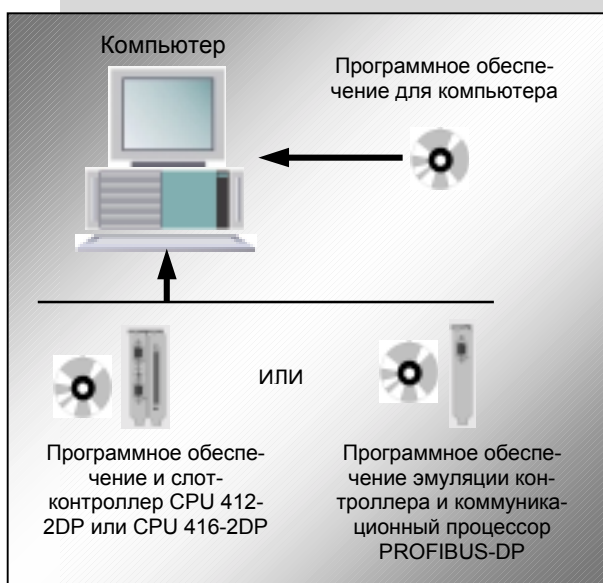 Компьютер
Программное обеспе-
чение для компьютера
или
Программное обеспе-
чение и слот-
контроллер CPU 412-
2DP или CPU 416-2DP
Программное обеспе-
чение эмуляции кон-
троллера и коммуника-
ционный процессор
PROFIBUS-DP